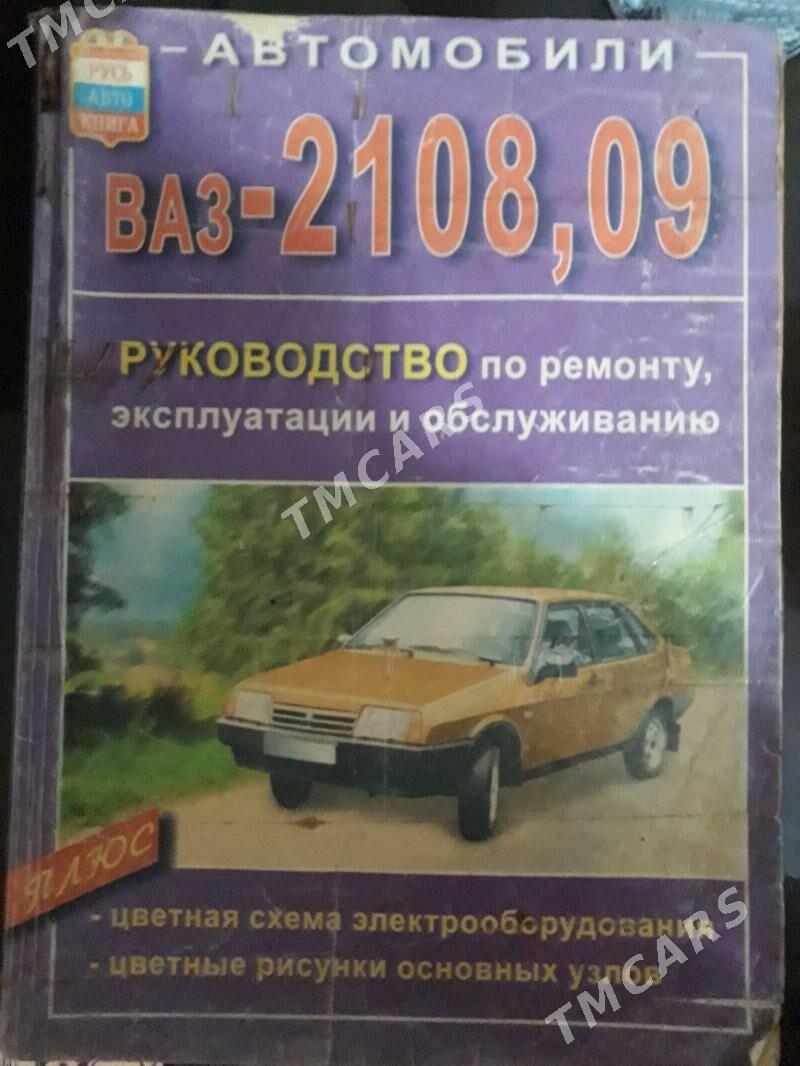 TMCARS
РУСЬ
АВТО
КНИГА
АВТОМОБИЛИ
ВАЗ-2108,09
РУКОВОДСТВО по ремонту,
эксплуатации и обслуживанию
TMCARS
ПЛЮС
- цветная схема электрооборудования
- цветные рисунки основных узлов
TMCARS